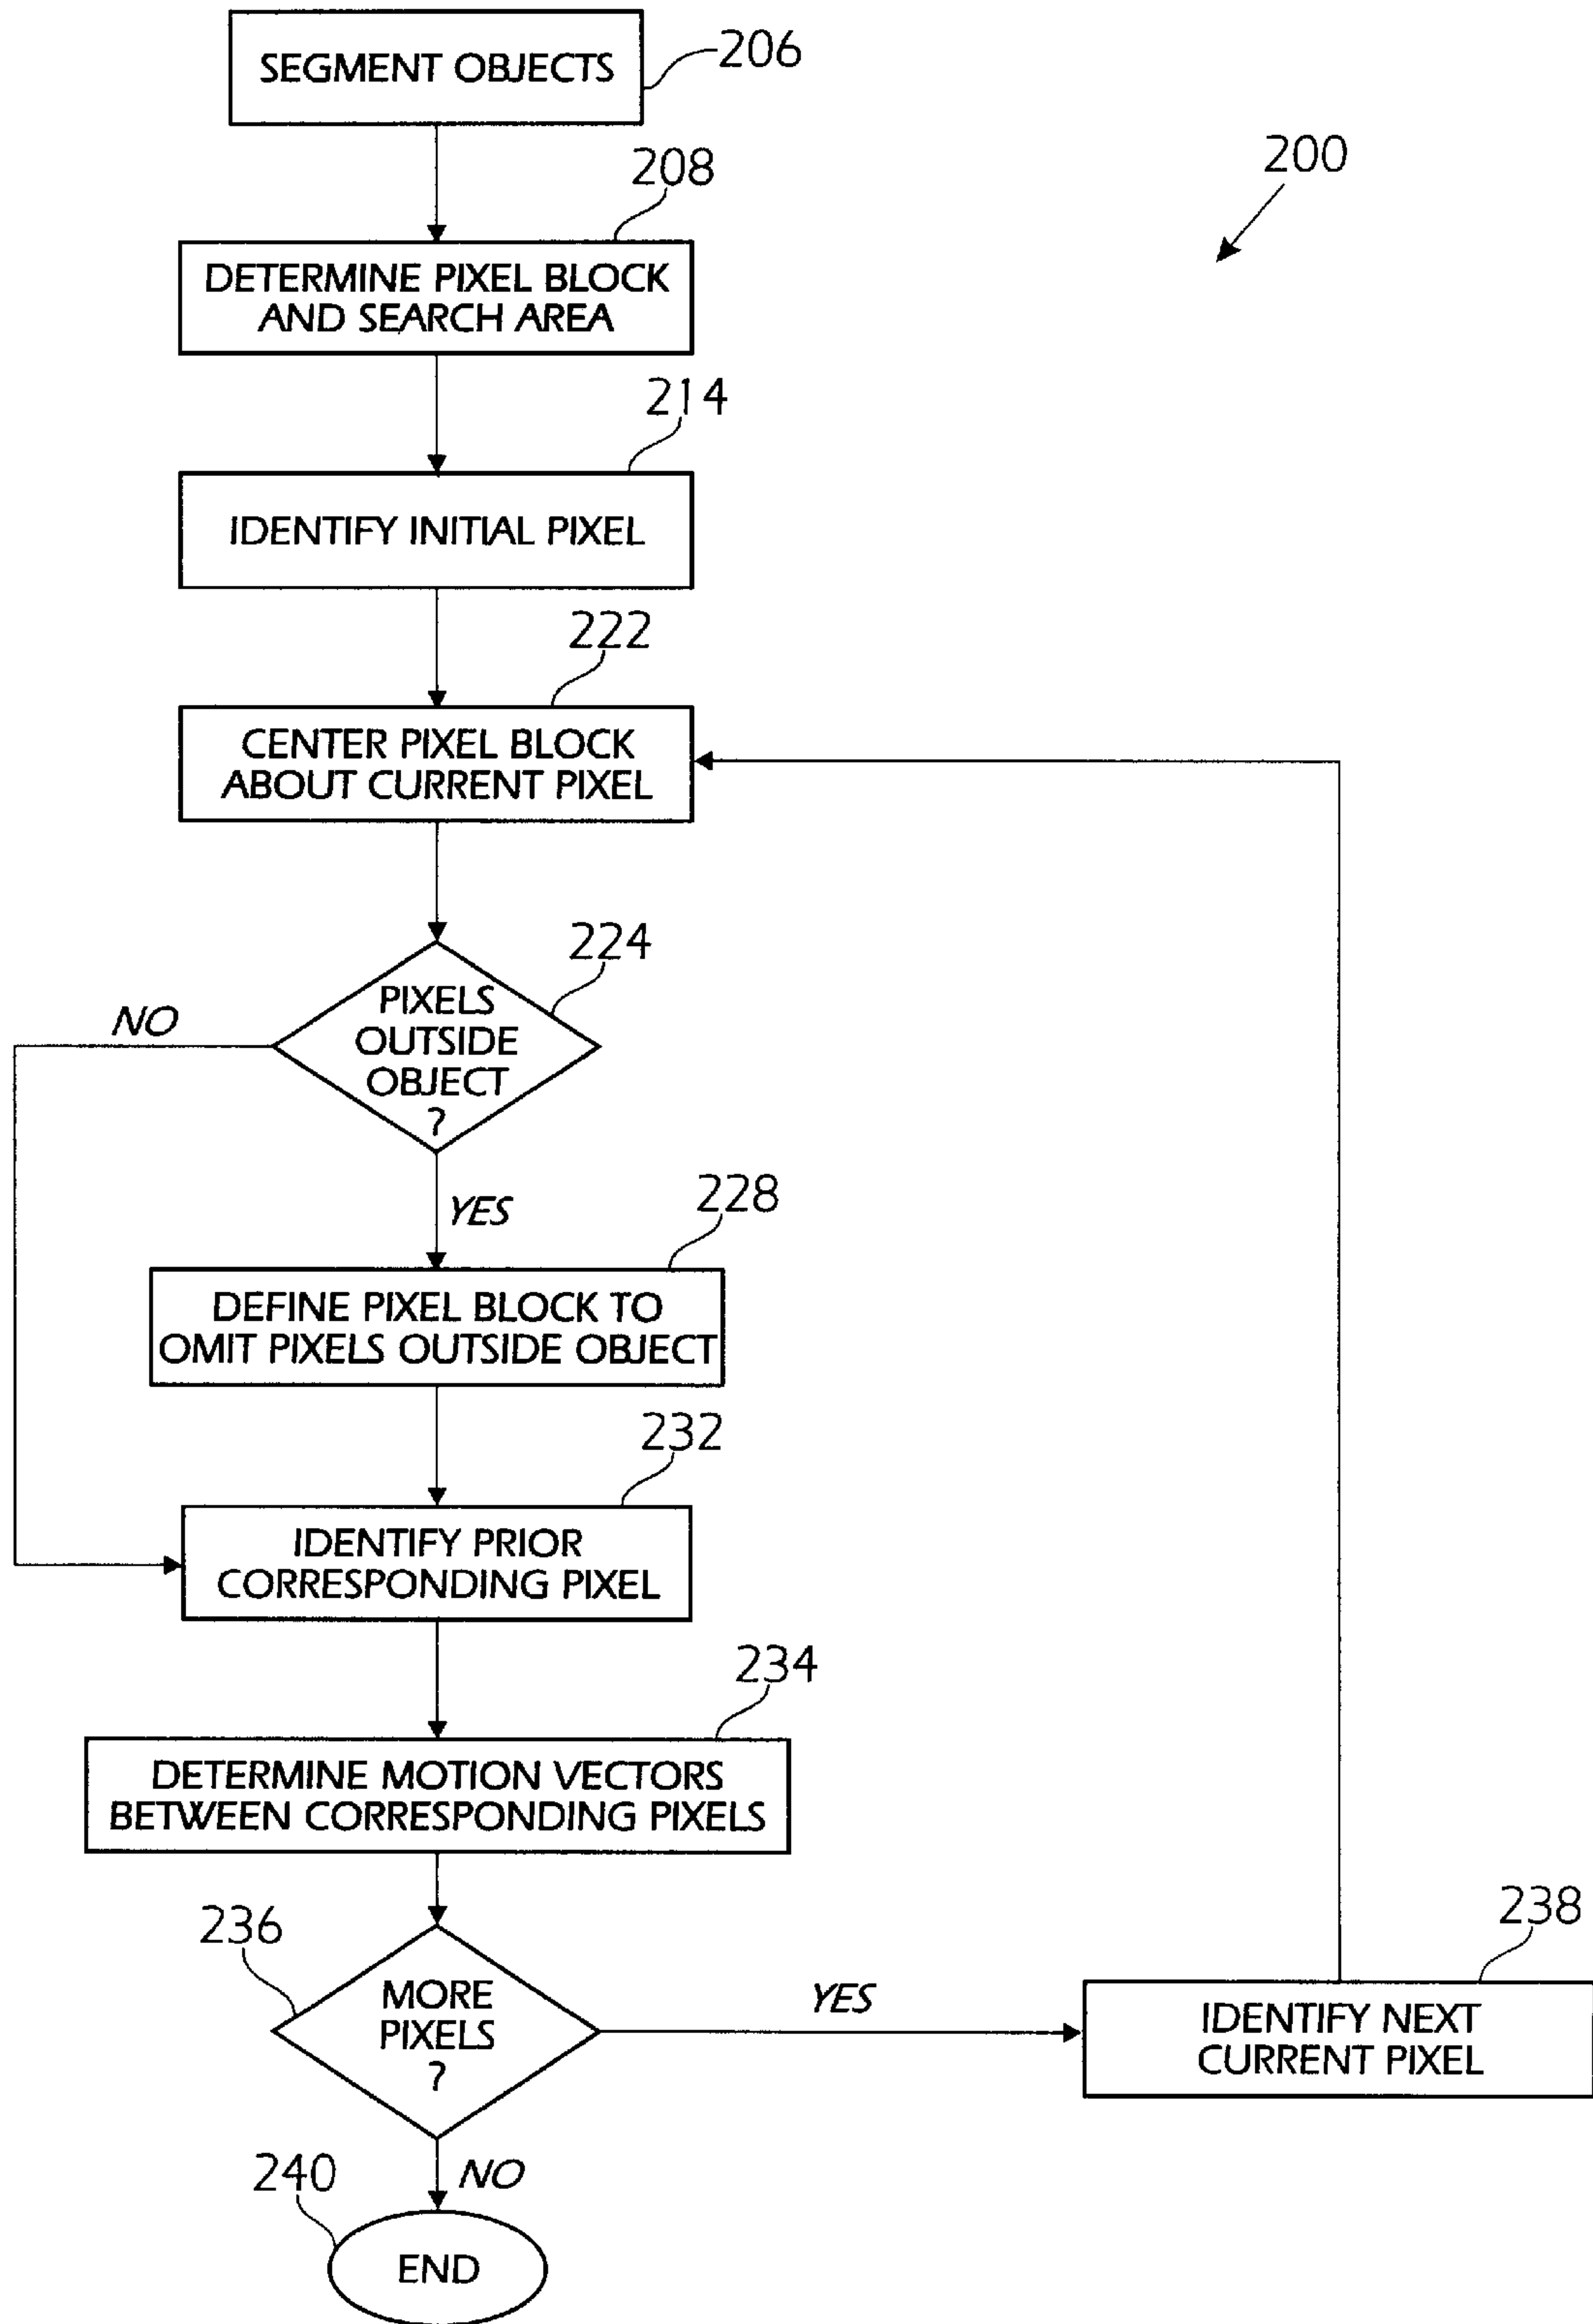 SEGMENT OBJECTS
206
200
208
DETERMINE PIXEL BLOCK
AND SEARCH AREA
214
IDENTIFY INITIAL PIXEL
222
CENTER PIXEL BLOCK
ABOUT CURRENT PIXEL
224
PIXELS
OUTSIDE
OBJECT
?
NO
YES
228
DEFINE PIXEL BLOCK TO
OMIT PIXELS OUTSIDE OBJECT
232
IDENTIFY PRIOR
CORRESPONDING PIXEL
234
DETERMINE MOTION VECTORS
BETWEEN CORRESPONDING PIXELS
236
MORE
PIXELS
?
YES
238
IDENTIFY NEXT
CURRENT PIXEL
NO
240
END